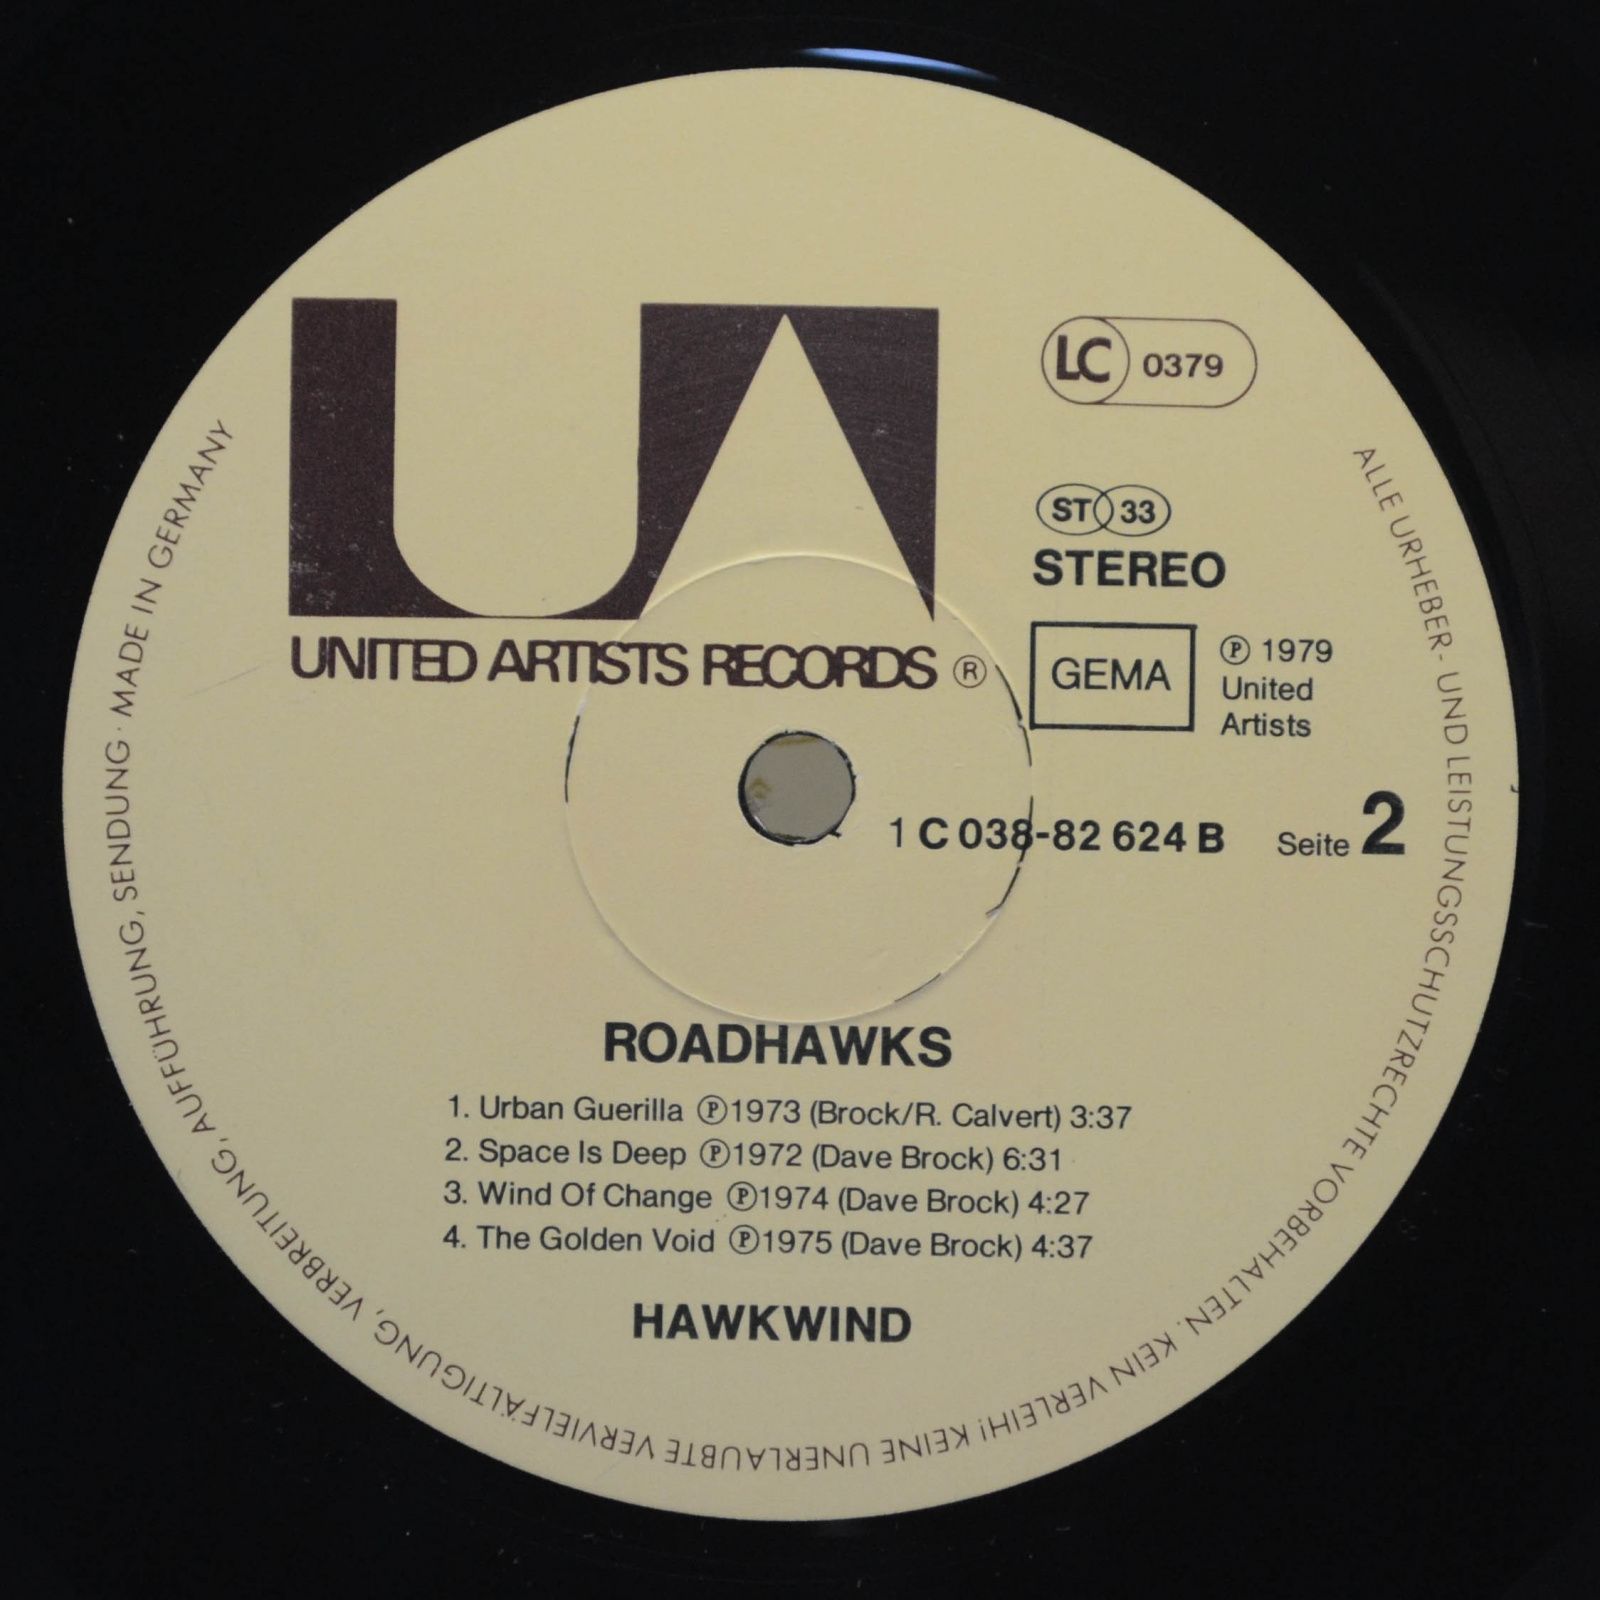 UA
UNITED ARTISTS RECORDS ®
LC 0379
ST 33
STEREO
GEMA
℗ 1979
United
Artists
1 C 038-82 624 B
Seite 2
ROADHAWKS
1. Urban Guerilla ℗1973 (Brock/R. Calvert) 3:37
2. Space Is Deep ℗1972 (Dave Brock) 6:31
3. Wind Of Change ℗1974 (Dave Brock) 4:27
4. The Golden Void ℗1975 (Dave Brock) 4:37
HAWKWIND
ALLE URHEBER- UND LEISTUNGSSCHUTZRECHTE VORBEHALTEN. KEIN VERLEIH! KEINE UNERLAUBTE VERVIELFÄLTIGUNG, VERBREITUNG, AUFFÜHRUNG, SENDUNG · MADE IN GERMANY